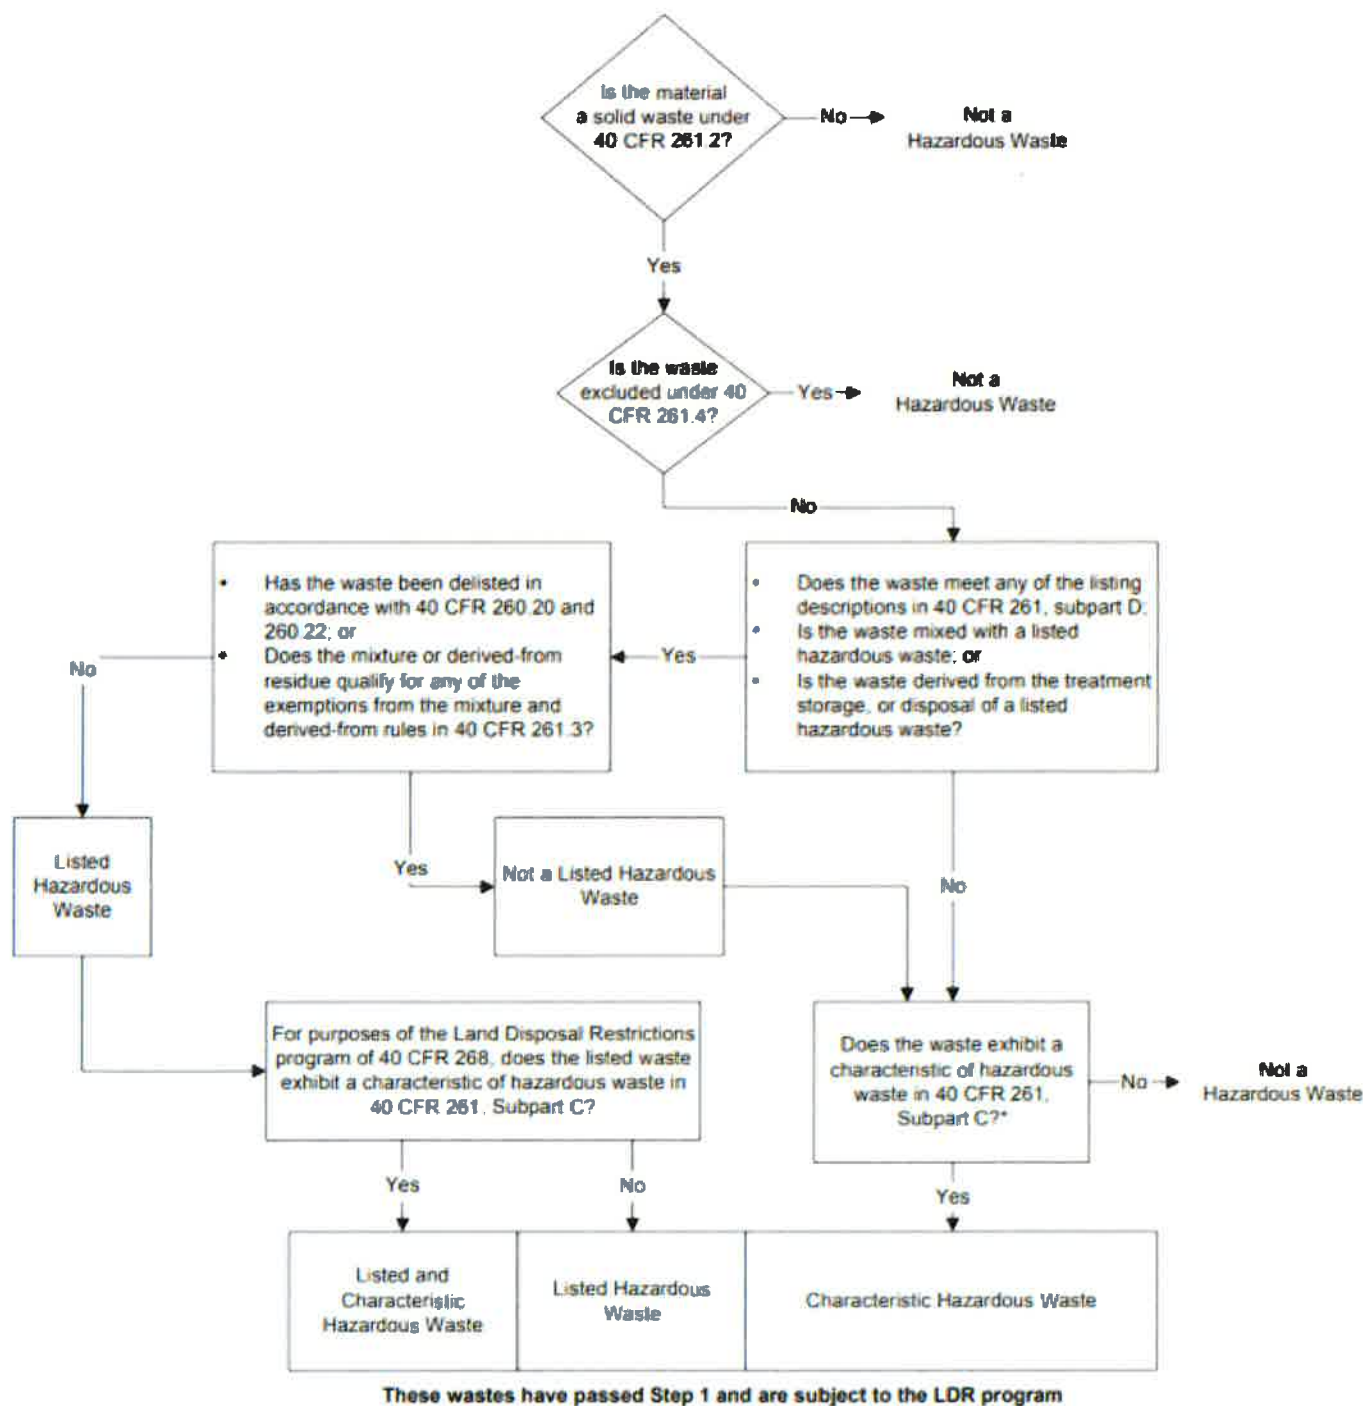 Is the material
a solid waste under
40 CFR 261.2?
No
Not a
Hazardous Waste
Yes
Is the waste
excluded under 40
CFR 261.4?
Yes
Not a
Hazardous Waste
No
• Has the waste been delisted in
accordance with 40 CFR 260.20 and
260.22; or
• Does the mixture or derived-from
residue qualify for any of the
exemptions from the mixture and
derived-from rules in 40 CFR 261.3?
• Does the waste meet any of the listing
descriptions in 40 CFR 261, subpart D;
• Is the waste mixed with a listed
hazardous waste; or
• Is the waste derived from the treatment
storage, or disposal of a listed
hazardous waste?
No
Yes
Listed
Hazardous
Waste
Yes
Not a Listed Hazardous
Waste
No
For purposes of the Land Disposal Restrictions
program of 40 CFR 268, does the listed waste
exhibit a characteristic of hazardous waste in
40 CFR 261, Subpart C?
Does the waste exhibit a
characteristic of hazardous
waste in 40 CFR 261,
Subpart C?*
No
Not a
Hazardous Waste
Yes
No
Yes
Listed and
Characteristic
Hazardous Waste
Listed Hazardous
Waste
Characteristic Hazardous Waste
These wastes have passed Step 1 and are subject to the LDR program